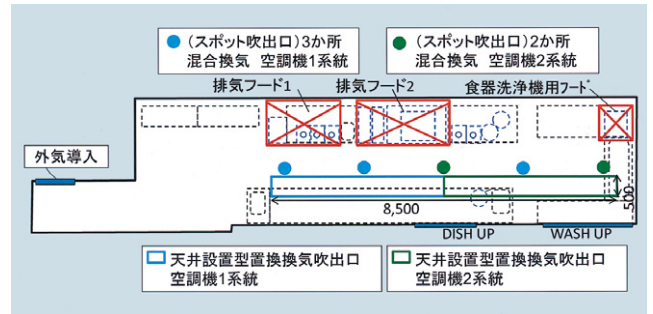 (スポット吹出口)3か所
混合換気 空調機1系統
(スポット吹出口)2か所
混合換気 空調機2系統
排気フード1
排気フード2
食器洗浄機用フード
外気導入
8,500
500
DISH UP
WASH UP
天井設置型置換換気吹出口
空調機1系統
天井設置型置換換気吹出口
空調機2系統